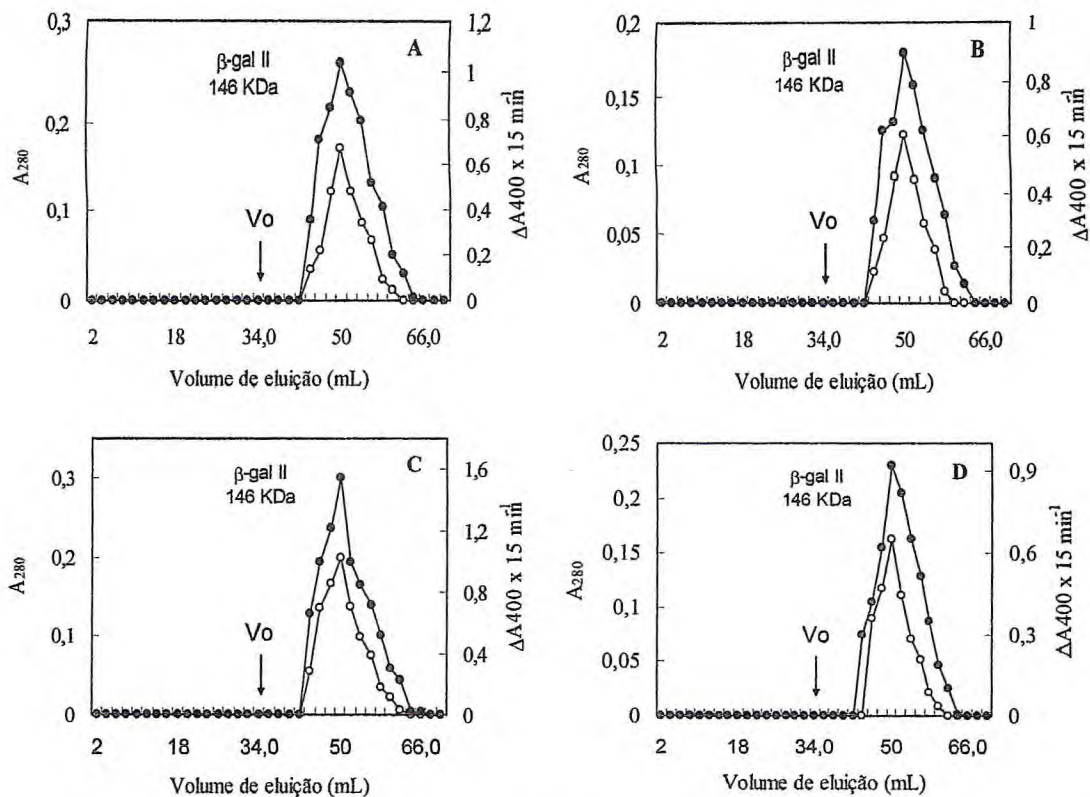 A
0,3
0,2
0,1
0
A280
β-gal II
146 KDa
Vo
1,2
1
0,8
0,6
0,4
0,2
0
ΔA400 x 15 min-1
2 18 34,0 50 66,0
Volume de eluição (mL)
B
0,2
0,15
0,1
0,05
0
A280
β-gal II
146 KDa
Vo
1
0,8
0,6
0,4
0,2
0
ΔA400 x 15 min-1
2 18 34,0 50 66,0
Volume de eluição (mL)
C
0,3
0,2
0,1
0
A280
β-gal II
146 KDa
Vo
1,6
1,2
0,8
0,4
0
ΔA400 x 15 min-1
2 18 34,0 50 66,0
Volume de eluição (mL)
D
0,25
0,2
0,15
0,1
0,05
0
A280
β-gal II
146 KDa
Vo
0,9
0,6
0,3
0
ΔA400 x 15 min-1
2 18 34,0 50 66,0
Volume de eluição (mL)